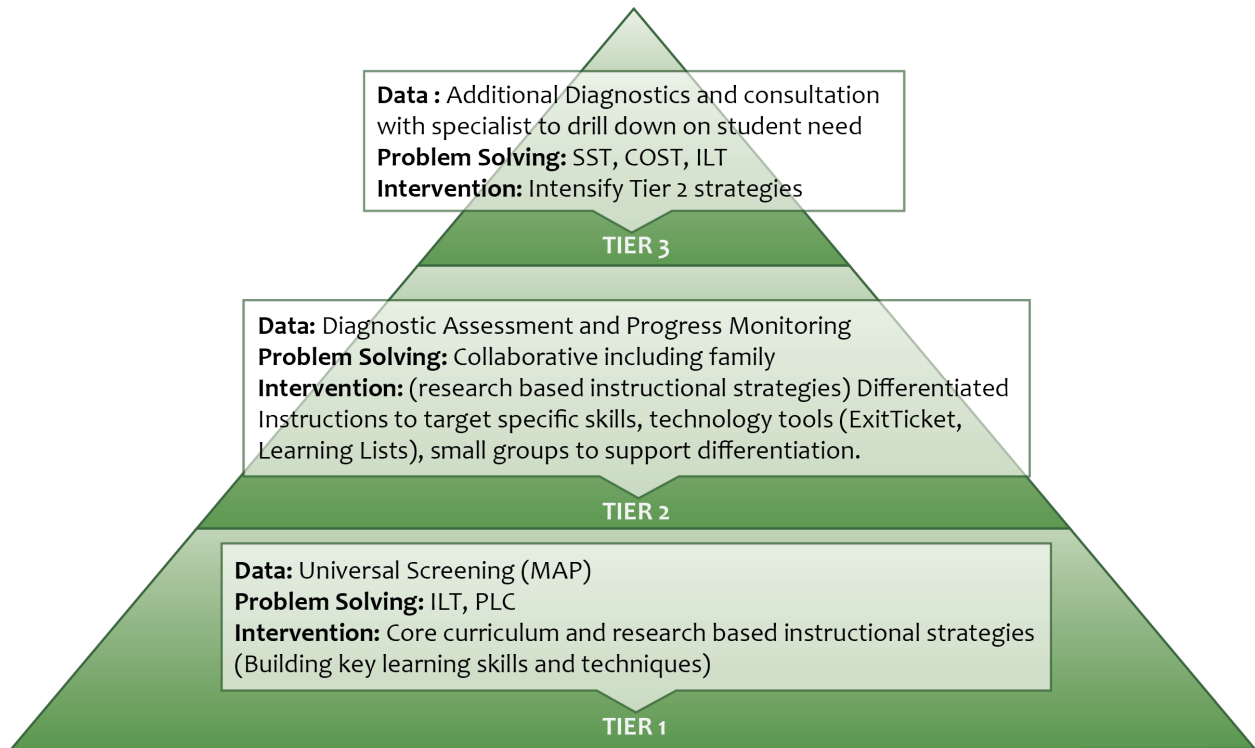 Data : Additional Diagnostics and consultation
with specialist to drill down on student need
Problem Solving: SST, COST, ILT
Intervention: Intensify Tier 2 strategies
TIER 3
Data: Diagnostic Assessment and Progress Monitoring
Problem Solving: Collaborative including family
Intervention: (research based instructional strategies) Differentiated
Instructions to target specific skills, technology tools (ExitTicket,
Learning Lists), small groups to support differentiation.
TIER 2
Data: Universal Screening (MAP)
Problem Solving: ILT, PLC
Intervention: Core curriculum and research based instructional strategies
(Building key learning skills and techniques)
TIER 1